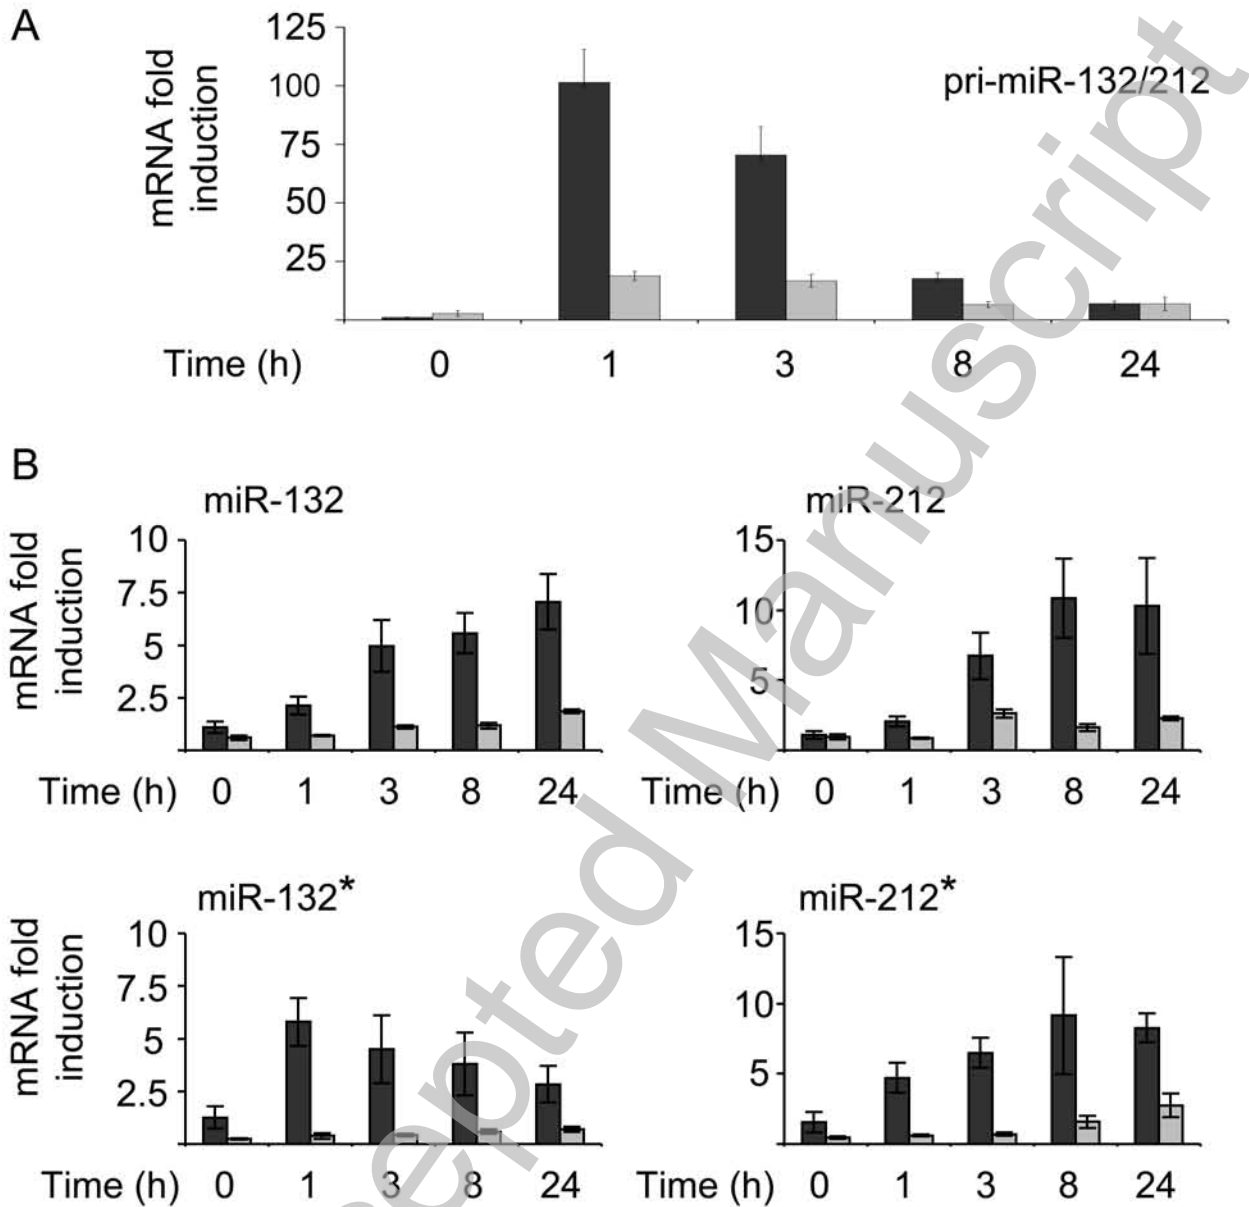 A
125
100
75
50
25
mRNA fold
induction
pri-miR-132/212
Time (h) 0 1 3 8 24
B
miR-132
10
7.5
5
2.5
mRNA fold
induction
Time (h) 0 1 3 8 24
miR-212
15
10
5
Time (h) 0 1 3 8 24
miR-132*
10
7.5
5
2.5
mRNA fold
induction
Time (h) 0 1 3 8 24
miR-212*
15
10
5
Time (h) 0 1 3 8 24
epted Manuscript